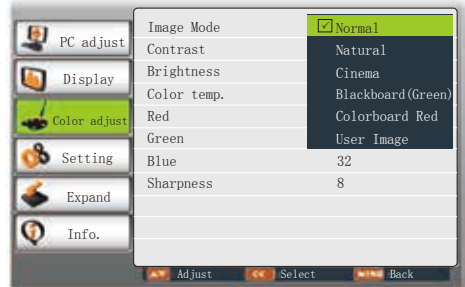 PC adjust
Display
Color adjust
Setting
Expand
Info.
Image Mode
Contrast
Brightness
Color temp.
Red
Green
Blue 32
Sharpness 8
Normal
Natural
Cinema
Blackboard(Green)
Colorboard Red
User Image
Adjust OK Select MENU Back